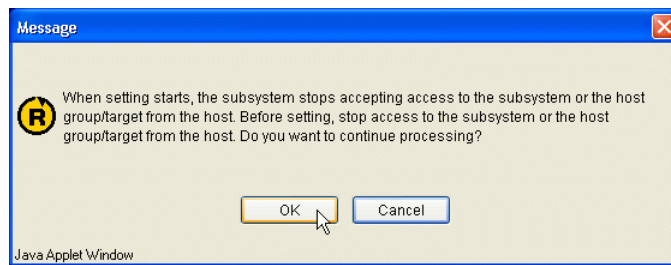 Message
When setting starts, the subsystem stops accepting access to the subsystem or the host
group/target from the host. Before setting, stop access to the subsystem or the host
group/target from the host. Do you want to continue processing?
R
OK
Cancel
Java Applet Window